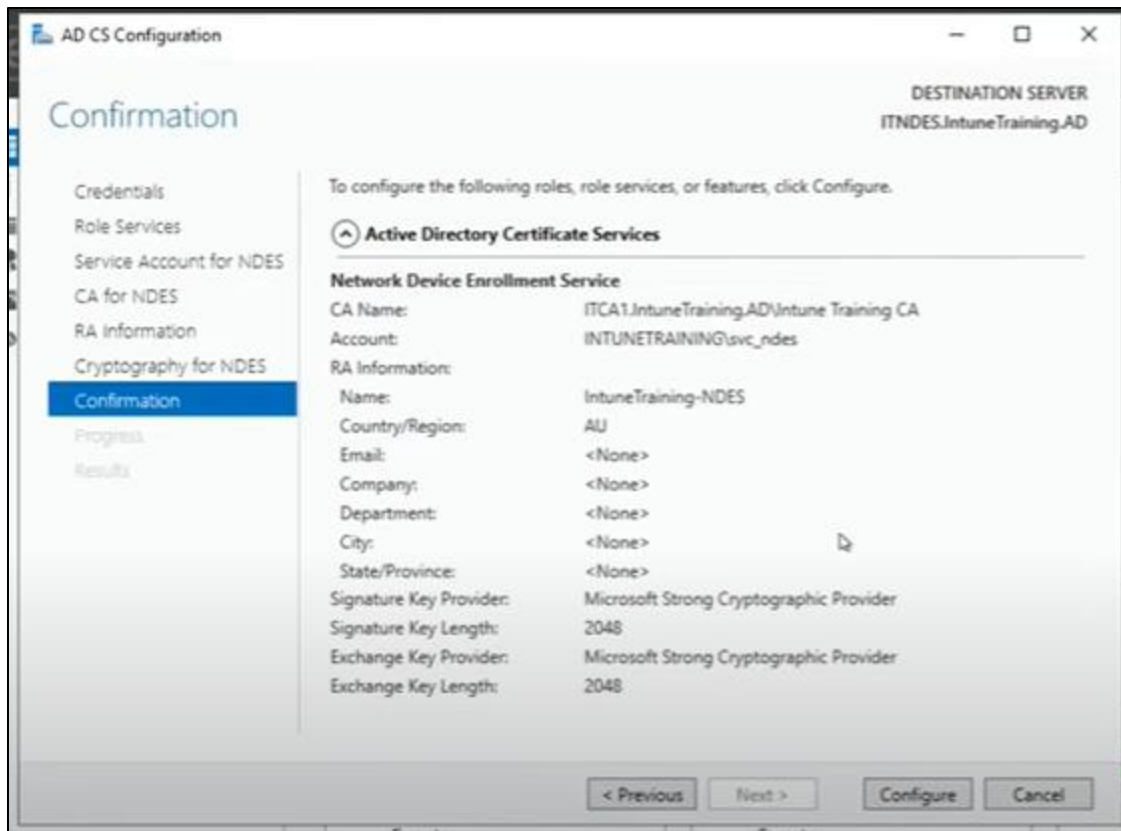 AD CS Configuration
DESTINATION SERVER
ITNDES.IntuneTraining.AD
Confirmation
Credentials
Role Services
Service Account for NDES
CA for NDES
RA Information
Cryptography for NDES
Confirmation
Progress
Results
To configure the following roles, role services, or features, click Configure.
Active Directory Certificate Services
Network Device Enrollment Service
CA Name: ITCA1.IntuneTraining.AD\Intune Training CA
Account: INTUNETRAINING\svc_ndes
RA Information:
Name: IntuneTraining-NDES
Country/Region: AU
Email: <None>
Company: <None>
Department: <None>
City: <None>
State/Province: <None>
Signature Key Provider: Microsoft Strong Cryptographic Provider
Signature Key Length: 2048
Exchange Key Provider: Microsoft Strong Cryptographic Provider
Exchange Key Length: 2048
< Previous Next > Configure Cancel